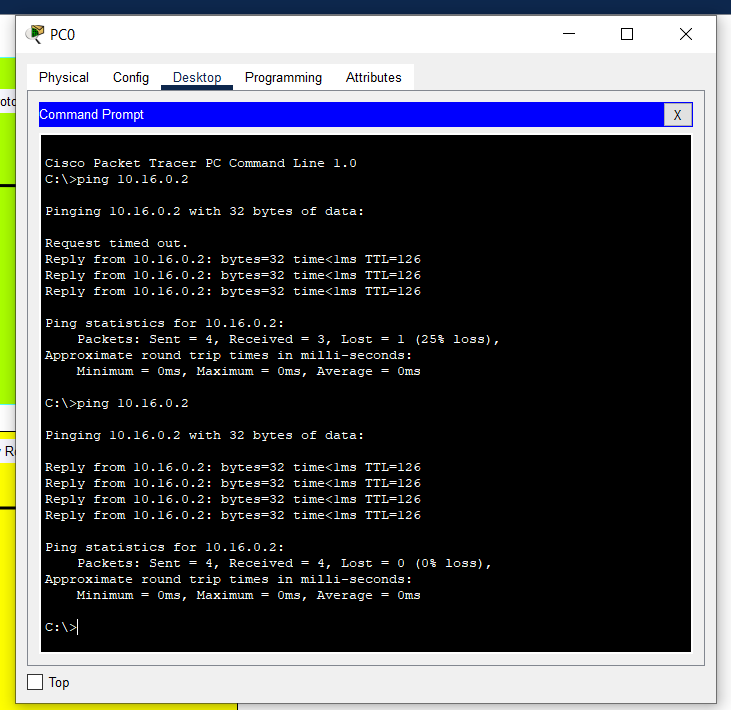 PC0
Physical Config Desktop Programming Attributes
Command Prompt X
Cisco Packet Tracer PC Command Line 1.0
C:\>ping 10.16.0.2
Pinging 10.16.0.2 with 32 bytes of data:
Request timed out.
Reply from 10.16.0.2: bytes=32 time<1ms TTL=126
Reply from 10.16.0.2: bytes=32 time<1ms TTL=126
Reply from 10.16.0.2: bytes=32 time<1ms TTL=126
Ping statistics for 10.16.0.2:
Packets: Sent = 4, Received = 3, Lost = 1 (25% loss),
Approximate round trip times in milli-seconds:
Minimum = 0ms, Maximum = 0ms, Average = 0ms
C:\>ping 10.16.0.2
Pinging 10.16.0.2 with 32 bytes of data:
Reply from 10.16.0.2: bytes=32 time<1ms TTL=126
Reply from 10.16.0.2: bytes=32 time<1ms TTL=126
Reply from 10.16.0.2: bytes=32 time<1ms TTL=126
Reply from 10.16.0.2: bytes=32 time<1ms TTL=126
Ping statistics for 10.16.0.2:
Packets: Sent = 4, Received = 4, Lost = 0 (0% loss),
Approximate round trip times in milli-seconds:
Minimum = 0ms, Maximum = 0ms, Average = 0ms
C:\>
Top